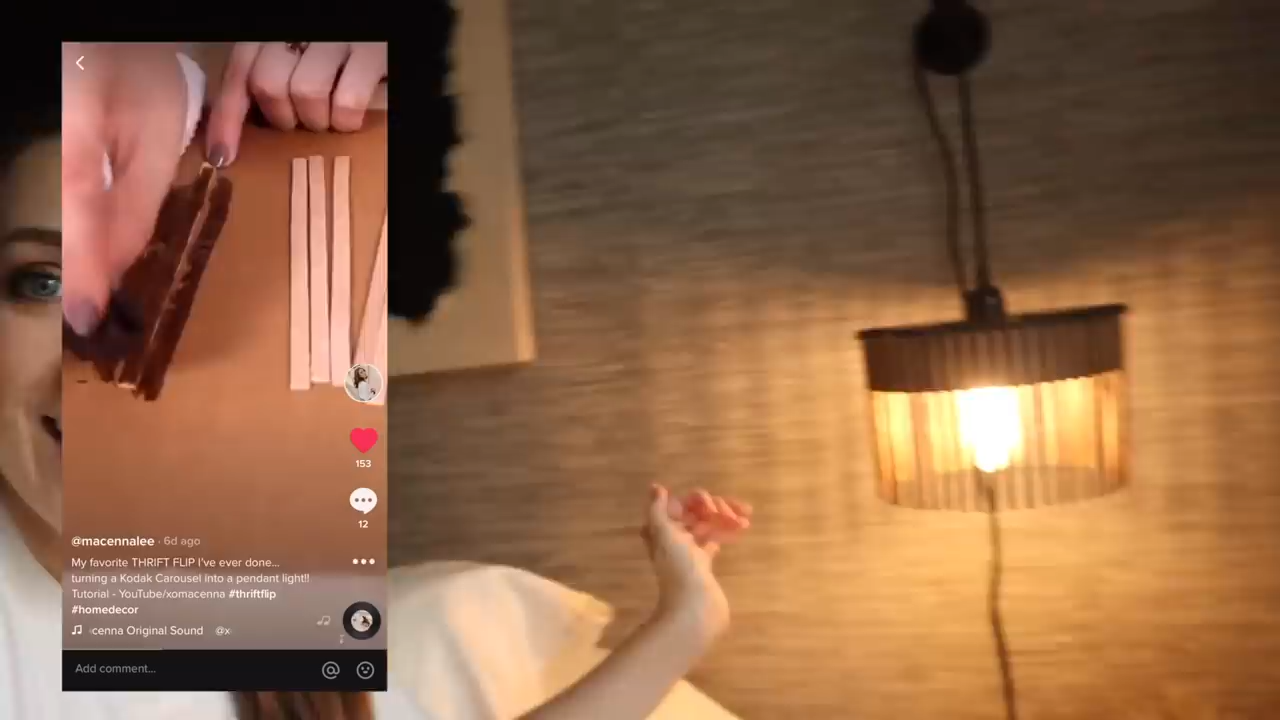 153
12
@macennalee · 6d ago
My favorite THRIFT FLIP I've ever done...
turning a Kodak Carousel into a pendant light!!
Tutorial - YouTube/xomacenna #thriftflip
#homedecor
cenna Original Sound @x
Add comment...